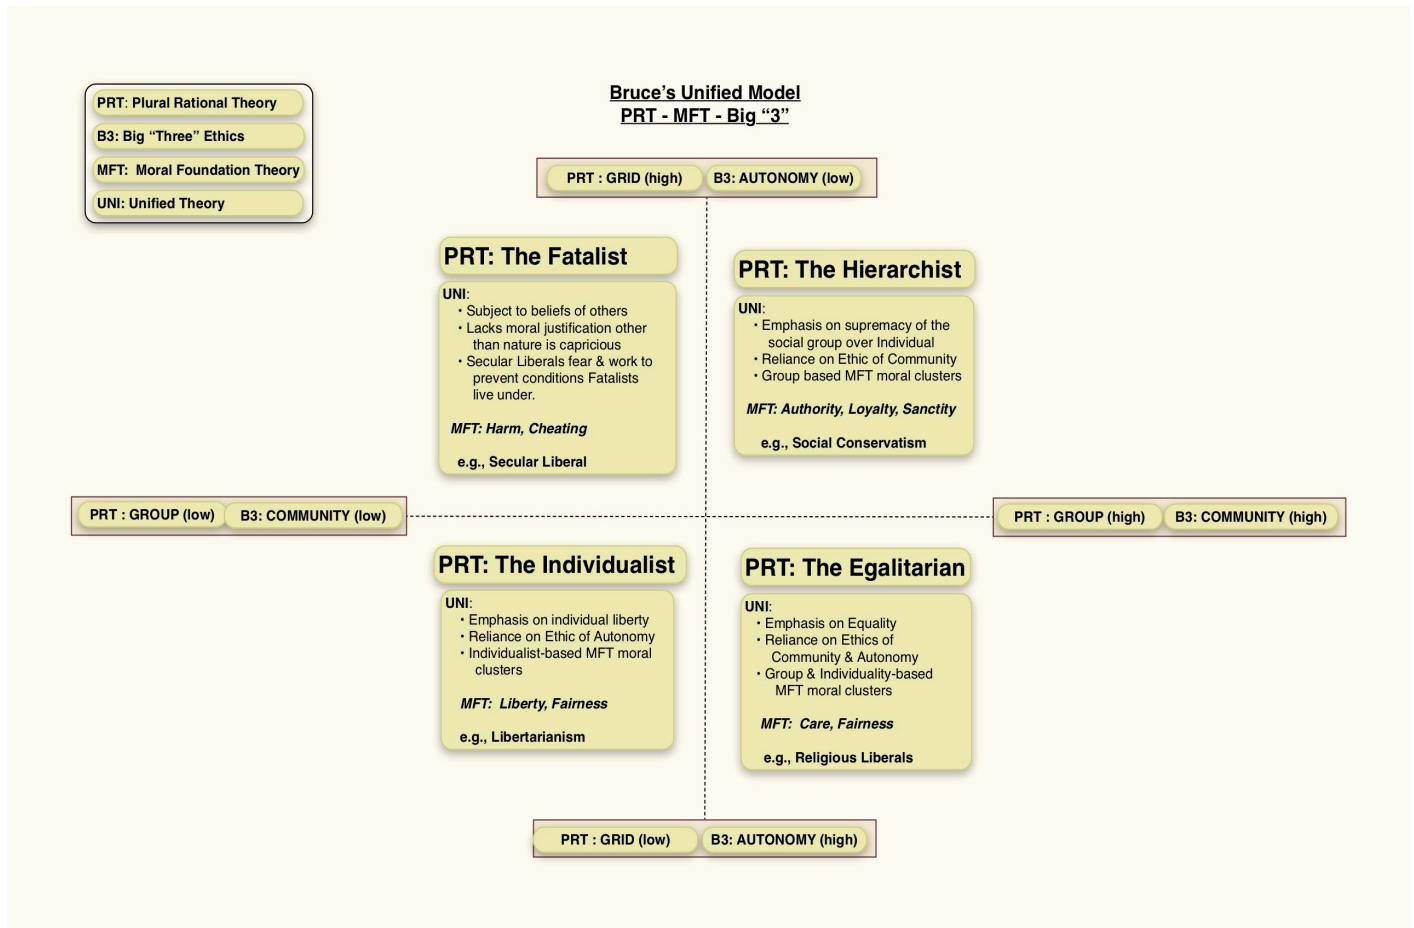 Bruce's Unified Model
PRT - MFT - Big “3”
PRT: Plural Rational Theory
B3: Big “Three” Ethics
MFT: Moral Foundation Theory
UNI: Unified Theory
PRT : GRID (high) B3: AUTONOMY (low)
PRT: The Fatalist
UNI:
• Subject to beliefs of others
• Lacks moral justification other
than nature is capricious
• Secular Liberals fear & work to
prevent conditions Fatalists
live under.
MFT: Harm, Cheating
e.g., Secular Liberal
PRT: The Hierarchist
UNI:
• Emphasis on supremacy of the
social group over Individual
• Reliance on Ethic of Community
• Group based MFT moral clusters
MFT: Authority, Loyalty, Sanctity
e.g., Social Conservatism
PRT : GROUP (low) B3: COMMUNITY (low)
PRT : GROUP (high) B3: COMMUNITY (high)
PRT: The Individualist
UNI:
• Emphasis on individual liberty
• Reliance on Ethic of Autonomy
• Individualist-based MFT moral
clusters
MFT: Liberty, Fairness
e.g., Libertarianism
PRT: The Egalitarian
UNI:
• Emphasis on Equality
• Reliance on Ethics of
Community & Autonomy
• Group & Individuality-based
MFT moral clusters
MFT: Care, Fairness
e.g., Religious Liberals
PRT : GRID (low) B3: AUTONOMY (high)